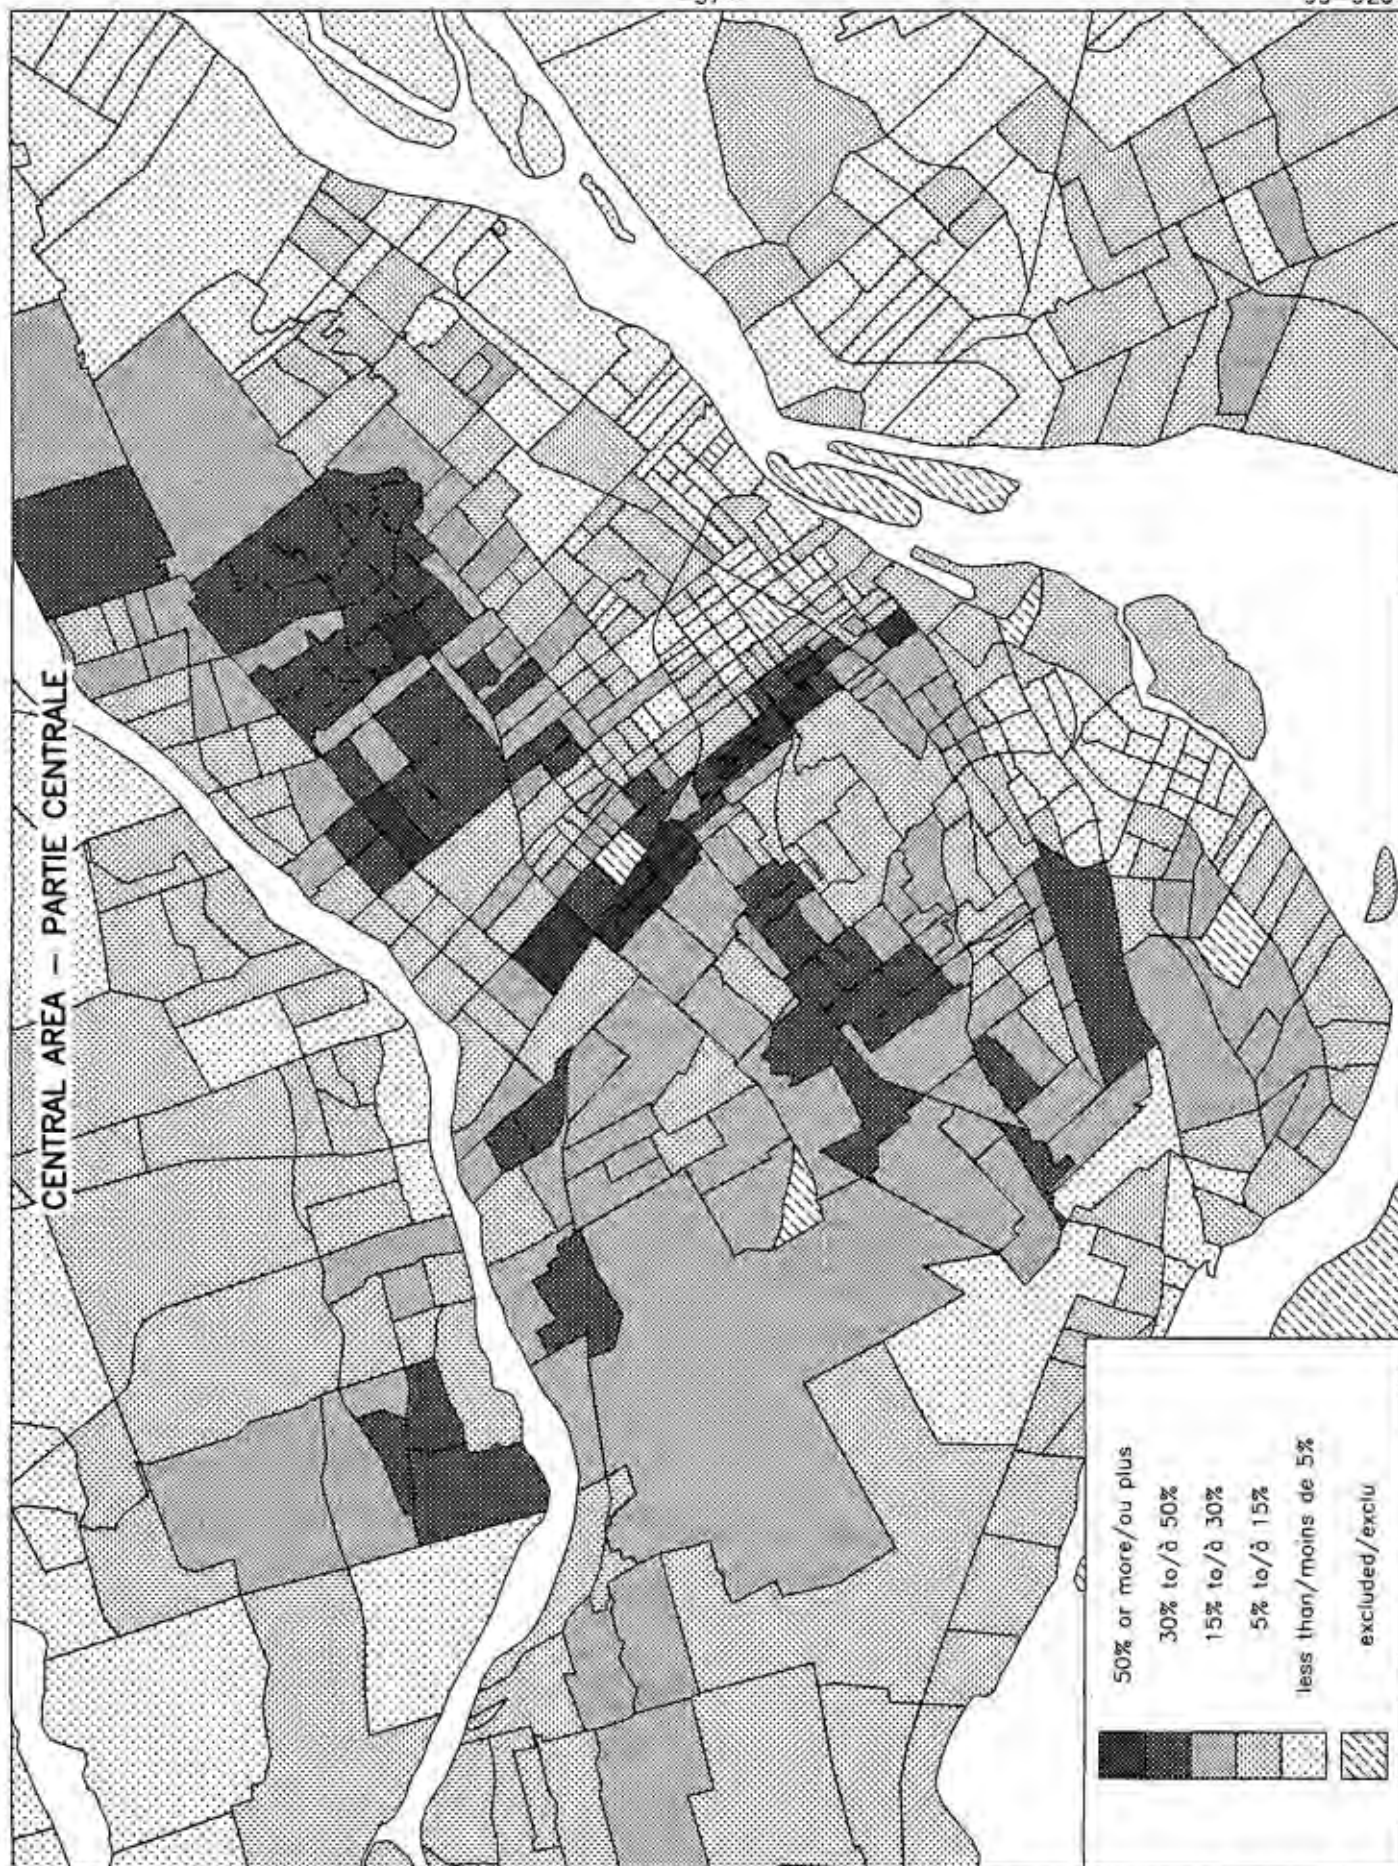 CENTRAL AREA – PARTIE CENTRALE
50% or more/ou plus
30% to/à 50%
15% to/à 30%
5% to/à 15%
less than/moins de 5%
excluded/exclu